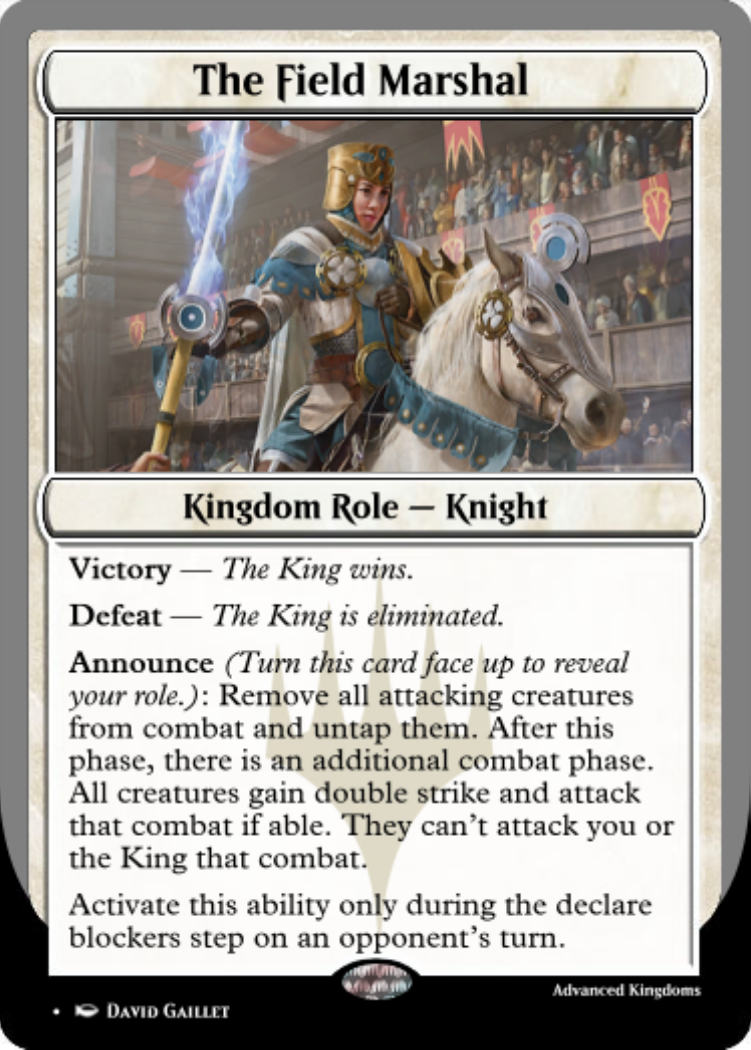 The Field Marshal
Kingdom Role — Knight
Victory — The King wins.
Defeat — The King is eliminated.
Announce (Turn this card face up to reveal
your role.): Remove all attacking creatures
from combat and untap them. After this
phase, there is an additional combat phase.
All creatures gain double strike and attack
that combat if able. They can't attack you or
the King that combat.
Activate this ability only during the declare
blockers step on an opponent's turn.
Advanced Kingdoms
• David Gaillet